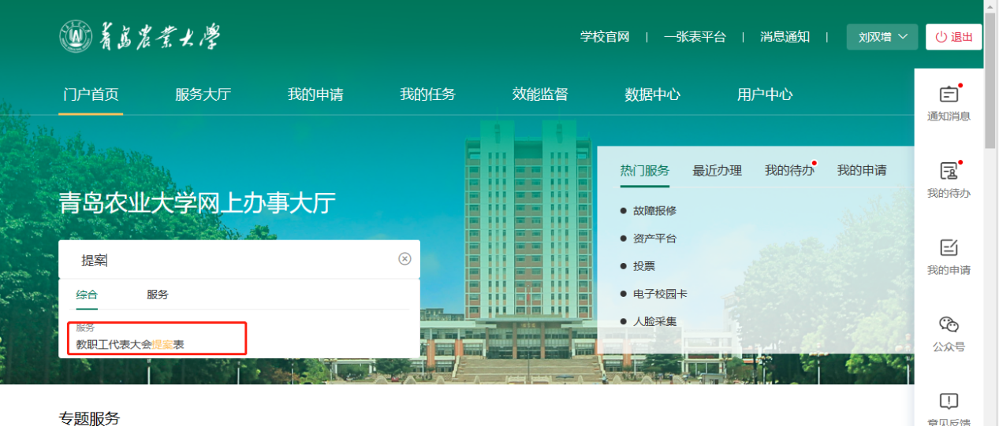 青岛农业大学
学校官网 | 一张表平台 | 消息通知 | 刘双增 退出
门户首页 服务大厅 我的申请 我的任务 效能监督 数据中心 用户中心
青岛农业大学网上办事大厅
提案
综合 服务
服务
教职工代表大会提案表
热门服务 最近办理 我的待办 我的申请
故障报修
资产平台
投票
电子校园卡
人脸采集
通知消息
我的待办
我的申请
公众号
意见反馈
专题服务